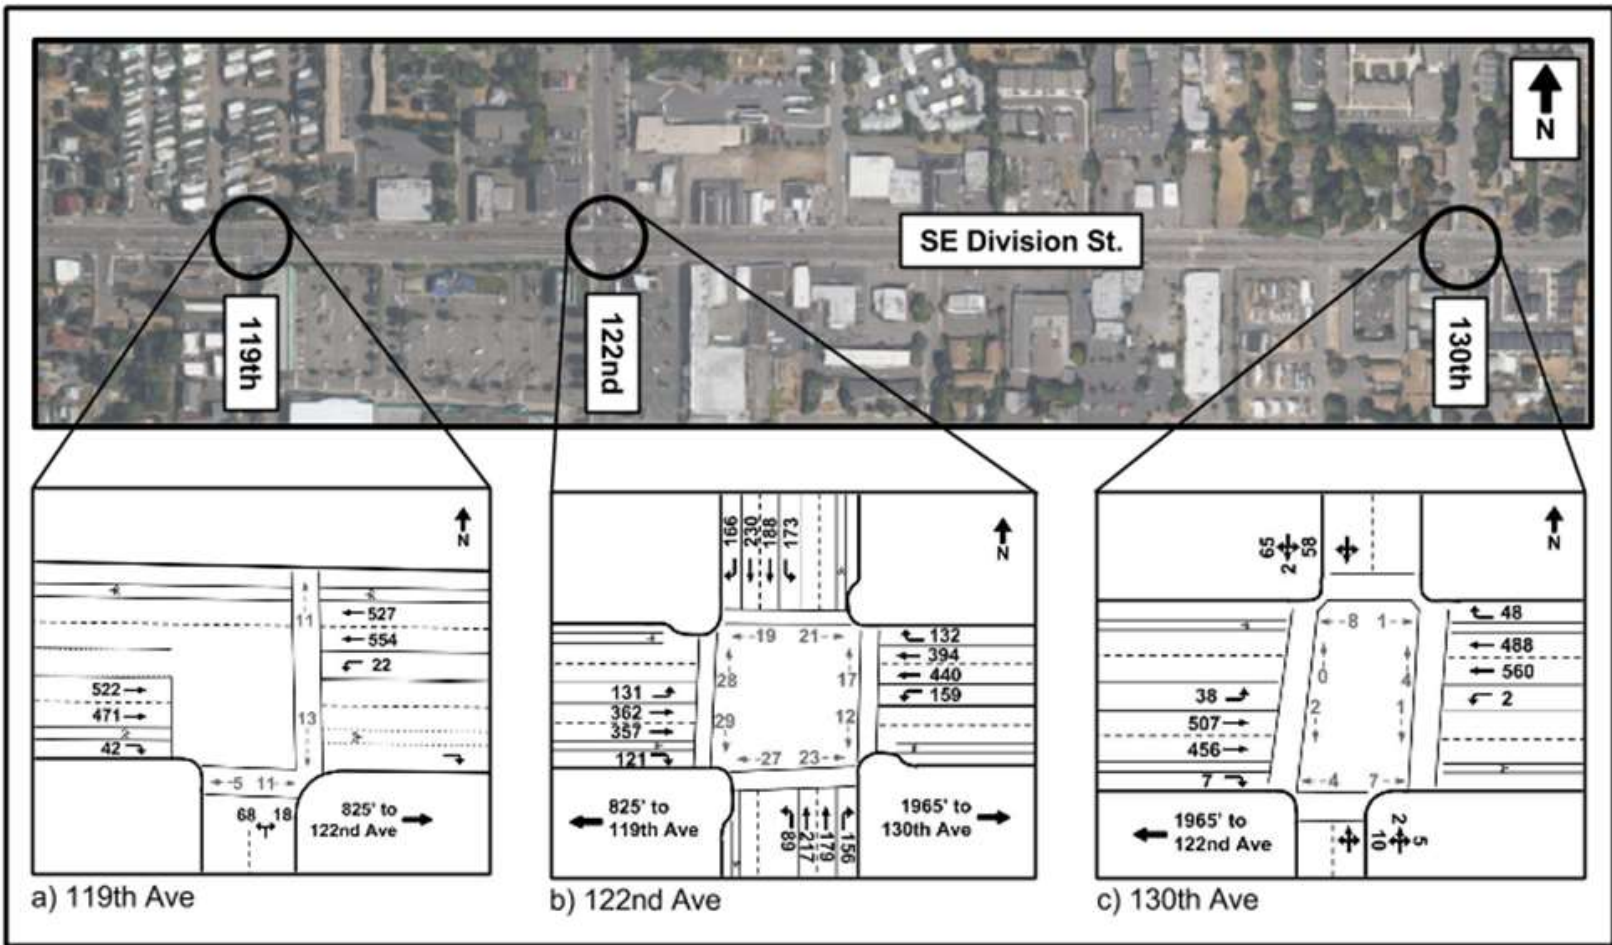 N
SE Division St.
119th
122nd
130th
N
11
527
554
22
522
471
42
13
5 11
68 18
825' to
122nd Ave
a) 119th Ave
166
230
188
173
N
19 21
28
17
29
12
27 23
132
394
440
159
131
362
357
121
89
217
179
156
825' to
119th Ave
1965' to
130th Ave
b) 122nd Ave
65
2
58
N
8 1
0
4
2
1
4 7
48
488
560
2
38
507
456
7
1965' to
122nd Ave
10
2
5
c) 130th Ave